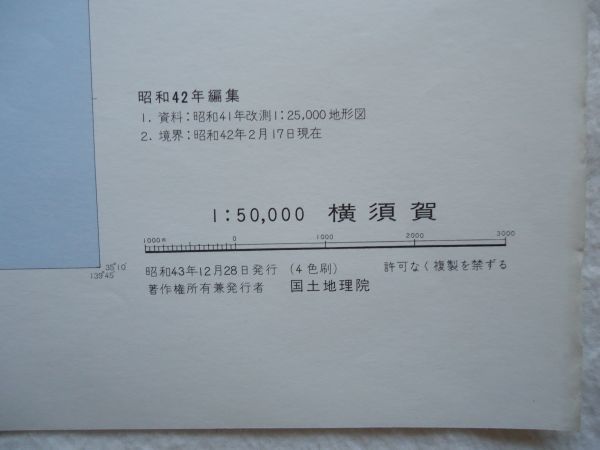 昭和42年編集
1. 資料：昭和41年改測1：25,000地形図
2. 境界：昭和42年2月17日現在
1：50,000 横須賀
1000m 0 1000 2000 3000
35°10′
139°45′
昭和43年12月28日発行 (4色刷) 許可なく複製を禁ずる
著作権所有兼発行者 国土地理院